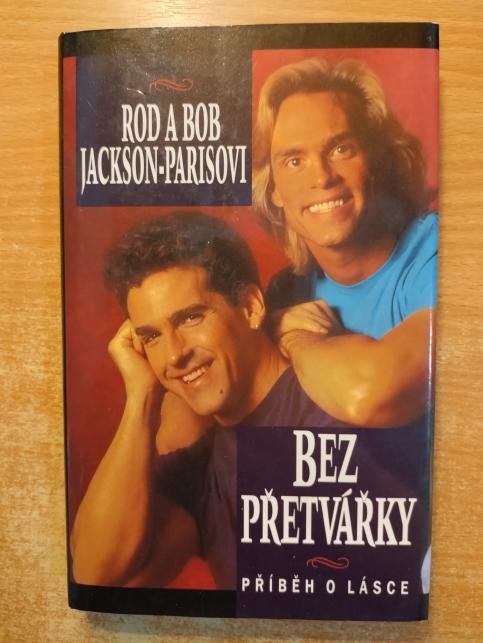 ROD A BOB
JACKSON-PARISOVI
BEZ
PŘETVÁŘKY
PŘÍBĚH O LÁSCE